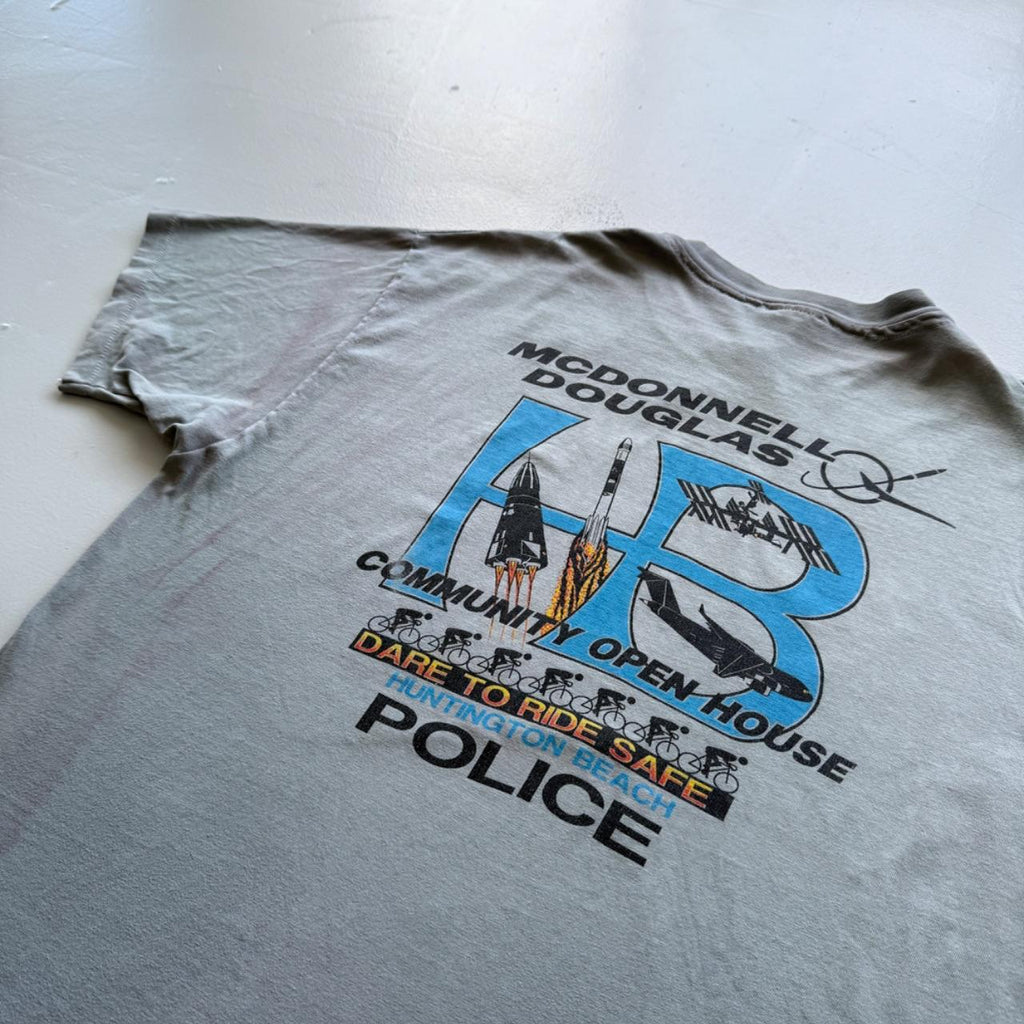 MCDONNELL
DOUGLAS
HB
COMMUNITY OPEN HOUSE
DARE TO RIDE SAFE
HUNTINGTON BEACH
POLICE